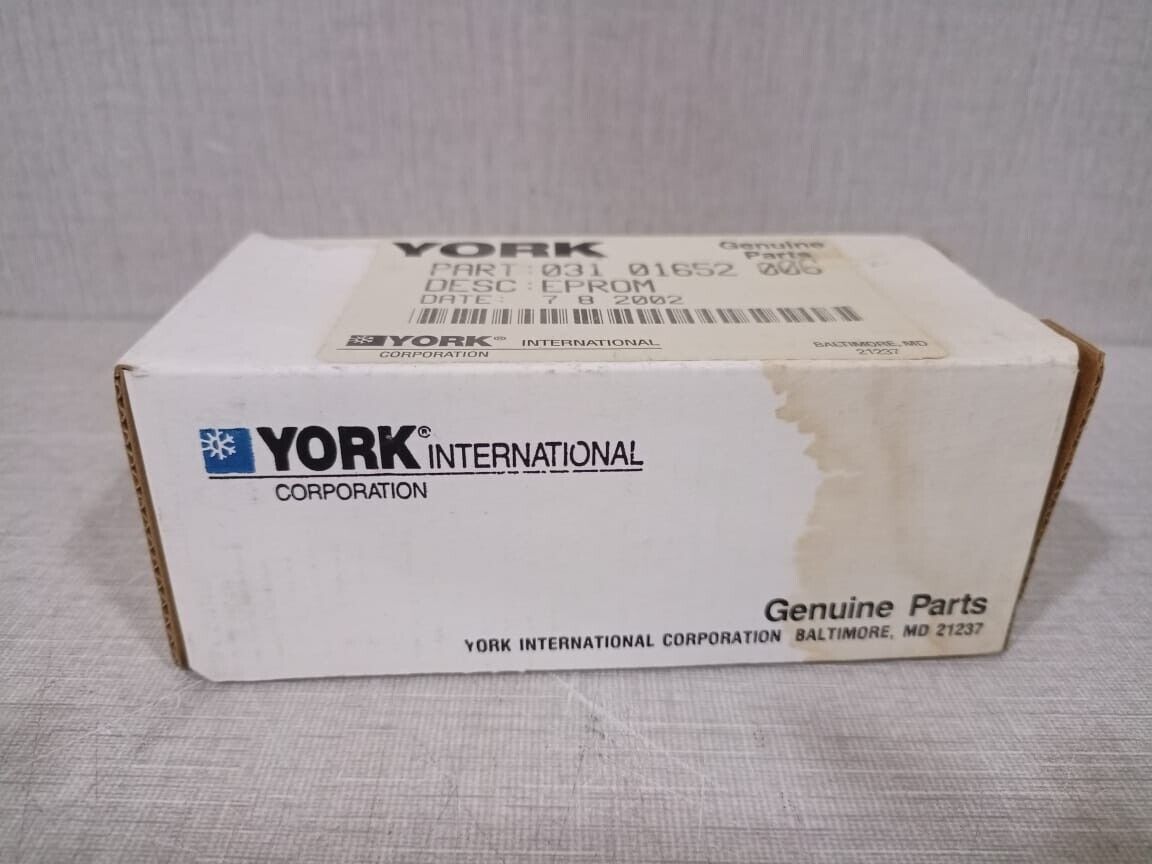 YORK
Genuine
Parts
PART:031 01652 006
DESC:EPROM
DATE: 7 8 2002
YORK® INTERNATIONAL
CORPORATION
BALTIMORE, MD
21237
YORK® INTERNATIONAL
CORPORATION
Genuine Parts
YORK INTERNATIONAL CORPORATION BALTIMORE, MD 21237